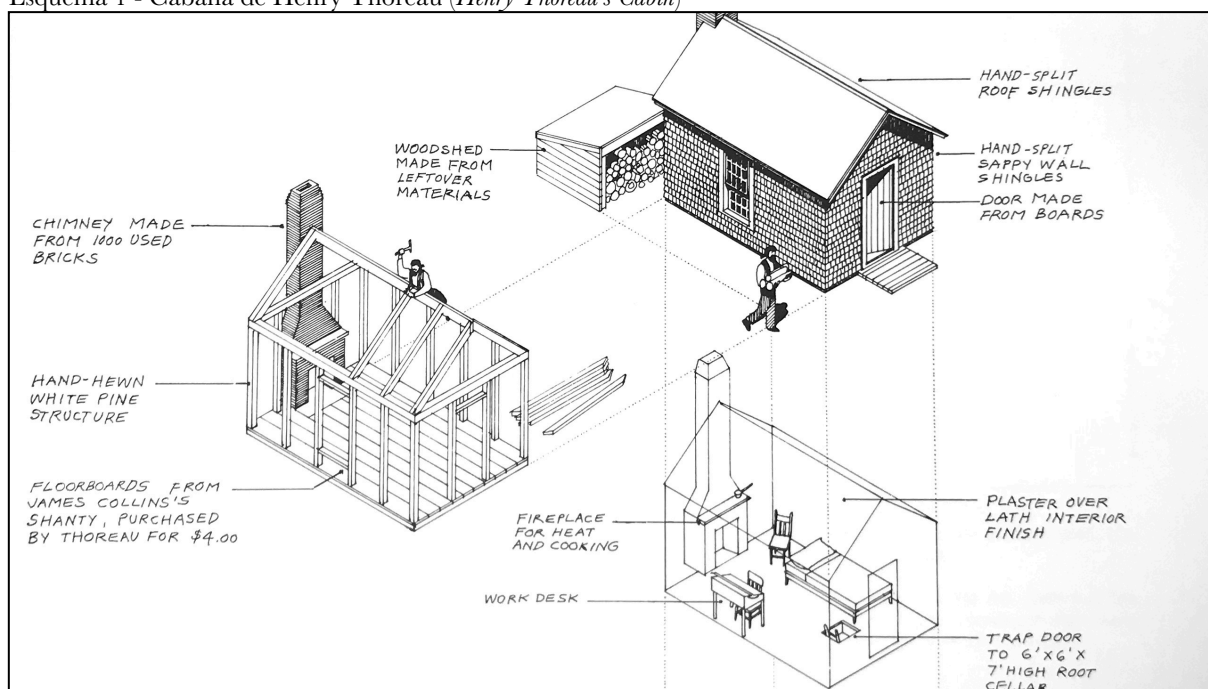 Esquema 1 - Cabana de Henry Thoreau (Henry Thoreau's Cabin)
HAND-SPLIT
ROOF SHINGLES
WOODSHED
MADE FROM
LEFTOVER
MATERIALS
HAND-SPLIT
SAPPY WALL
SHINGLES
DOOR MADE
FROM BOARDS
CHIMNEY MADE
FROM 1000 USED
BRICKS
HAND-HEWN
WHITE PINE
STRUCTURE
FLOORBOARDS FROM
JAMES COLLINS'S
SHANTY, PURCHASED
BY THOREAU FOR $4.00
FIREPLACE
FOR HEAT
AND COOKING
PLASTER OVER
LATH INTERIOR
FINISH
WORK DESK
TRAP DOOR
TO 6'X6'X
7'HIGH ROOT
CELLAR